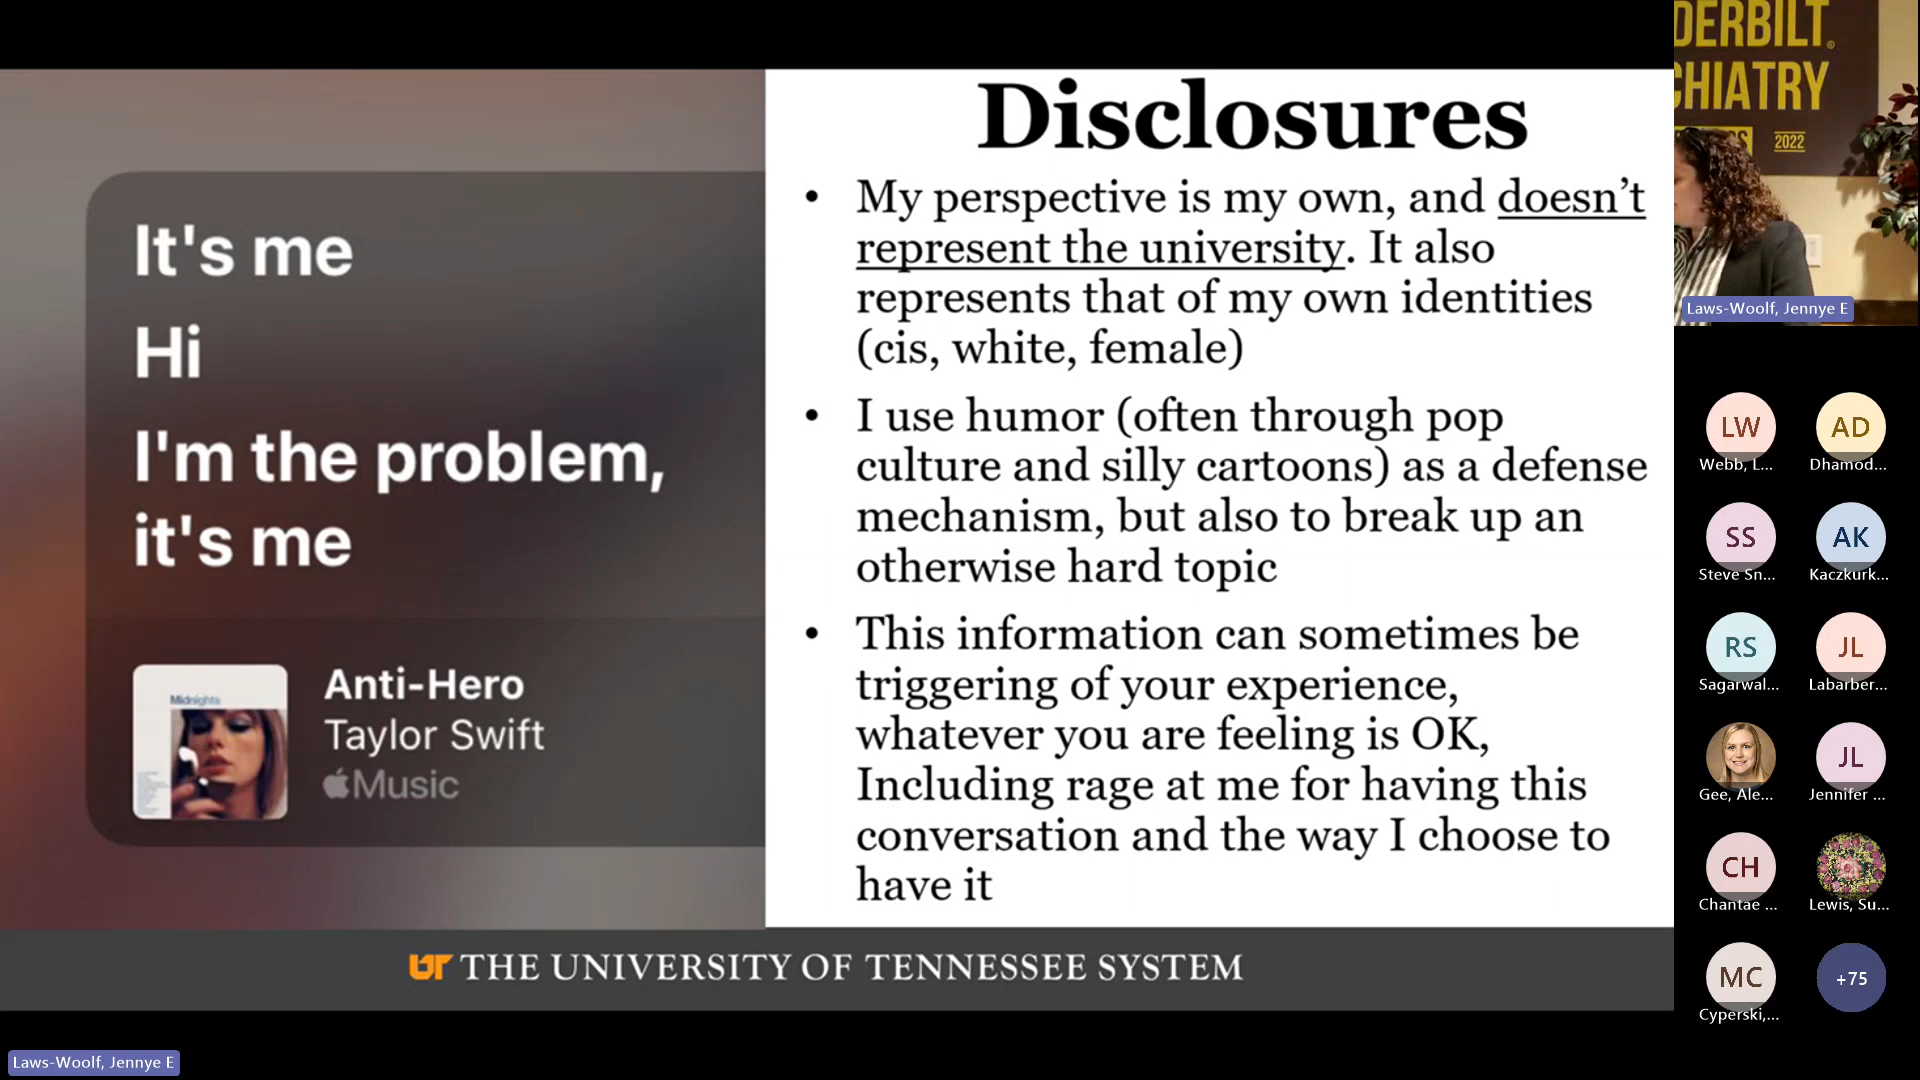 It's me
Hi
I'm the problem,
it's me
Midnights
Anti-Hero
Taylor Swift
Music
Disclosures
• My perspective is my own, and doesn’t
represent the university. It also
represents that of my own identities
(cis, white, female)
• I use humor (often through pop
culture and silly cartoons) as a defense
mechanism, but also to break up an
otherwise hard topic
• This information can sometimes be
triggering of your experience,
whatever you are feeling is OK,
Including rage at me for having this
conversation and the way I choose to
have it
UT THE UNIVERSITY OF TENNESSEE SYSTEM
Laws-Woolf, Jennye E
DERBILT®
CHIATRY
2022
Laws-Woolf, Jennye E
LW AD
Webb, L... Dhamod...
SS AK
Steve Sn... Kaczkurk...
RS JL
Sagarwal... Labarber...
JL
Gee, Ale... Jennifer ...
CH
Chantae ... Lewis, Su...
MC +75
Cyperski,...